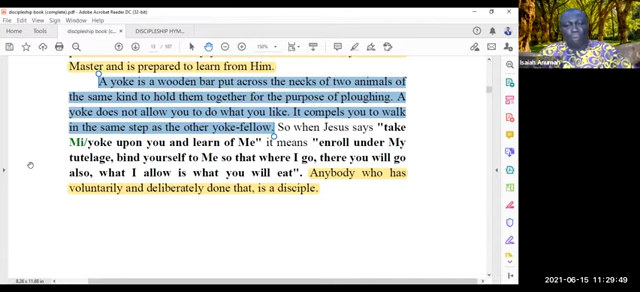 discipleship book (complete).pdf - Adobe Acrobat Reader DC (32-bit)
File Edit View Sign Window Help
Home Tools
discipleship book (co...
DISCIPLESHIP HYM...
Sign In
Isaiah Anumah
Master and is prepared to learn from Him.
A yoke is a wooden bar put across the necks of two animals of
the same kind to hold them together for the purpose of ploughing. A
yoke does not allow you to do what you like. It compels you to walk
in the same step as the other yoke-fellow. So when Jesus says "take
Mi/yoke upon you and learn of Me" it means "enroll under My
tutelage, bind yourself to Me so that where I go, there you will go
also, what I allow is what you will eat". Anybody who has
voluntarily and deliberately done that, is a disciple.
8.26 x 11.68 in
2021-06-15 11:29:49